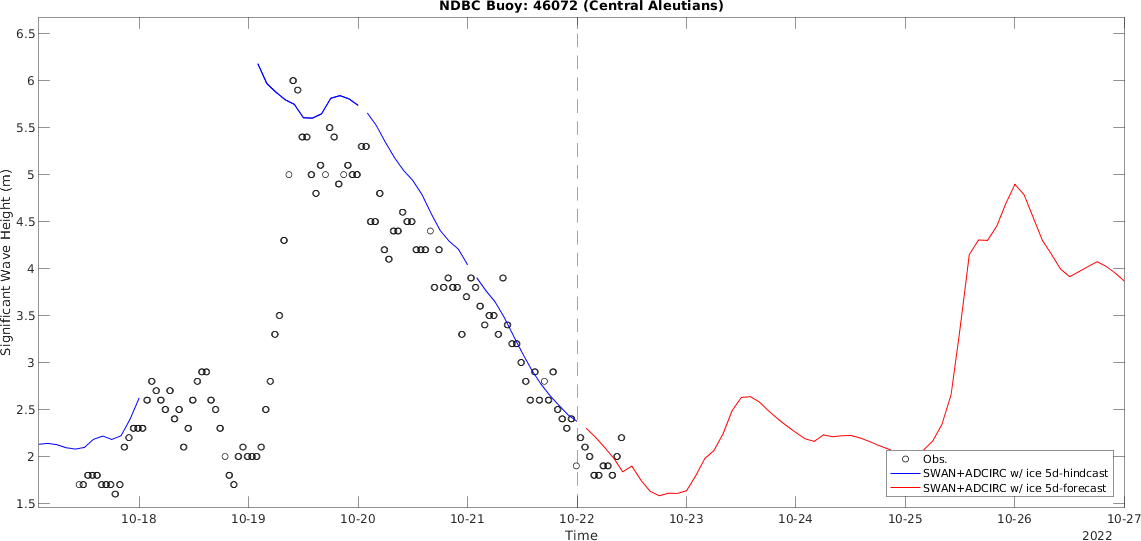 NDBC Buoy: 46072 (Central Aleutians)
6.5
6
5.5
5
4.5
4
3.5
3
2.5
2
1.5
Significant Wave Height (m)
10-18 10-19 10-20 10-21 10-22 10-23 10-24 10-25 10-26 10-27
Time
2022
Obs.
SWAN+ADCIRC w/ ice 5d-hindcast
SWAN+ADCIRC w/ ice 5d-forecast